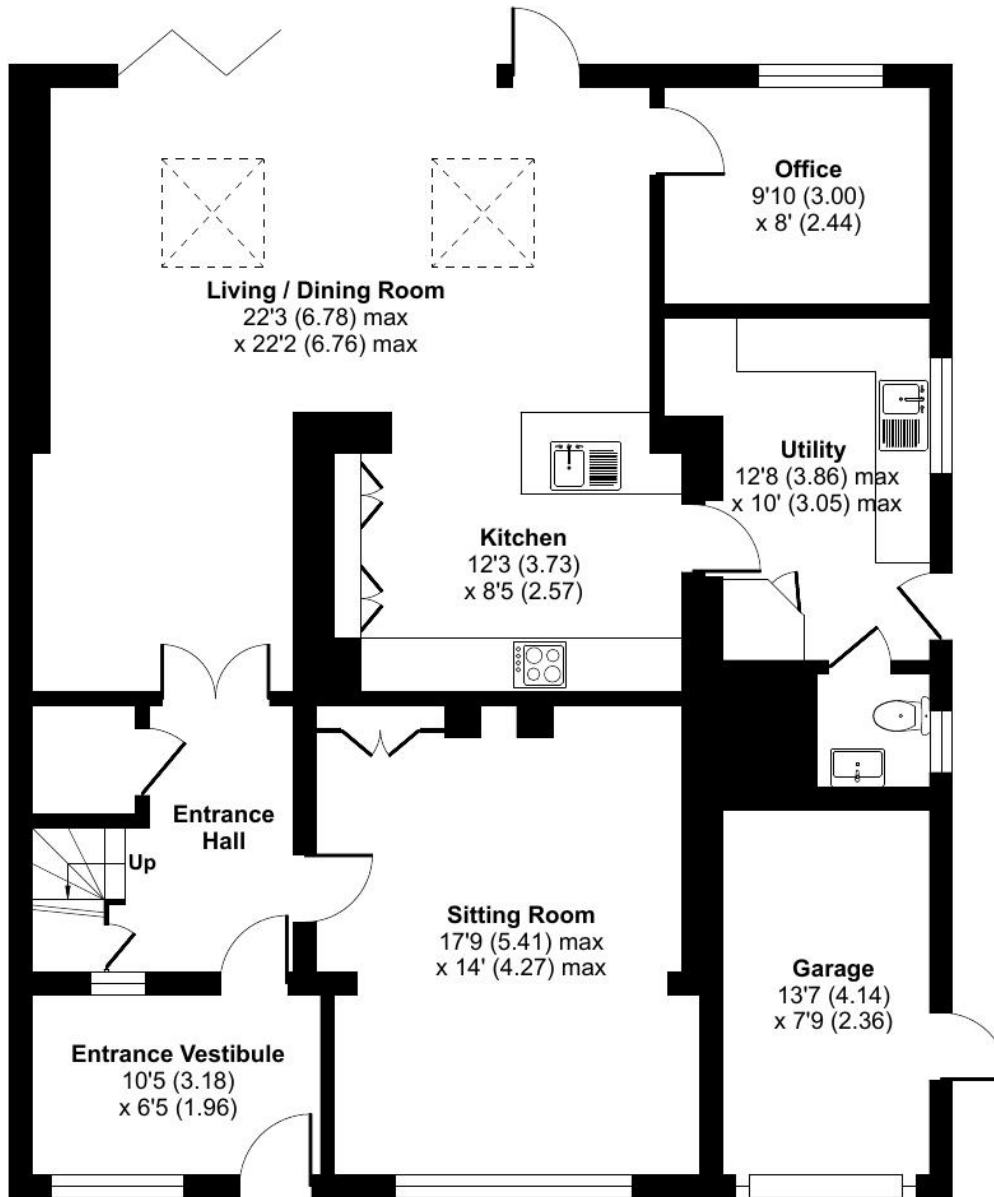 Office
9'10 (3.00)
x 8' (2.44)
Living / Dining Room
22'3 (6.78) max
x 22'2 (6.76) max
Utility
12'8 (3.86) max
x 10' (3.05) max
Kitchen
12'3 (3.73)
x 8'5 (2.57)
Entrance
Hall
Up
Sitting Room
17'9 (5.41) max
x 14' (4.27) max
Garage
13'7 (4.14)
x 7'9 (2.36)
Entrance Vestibule
10'5 (3.18)
x 6'5 (1.96)